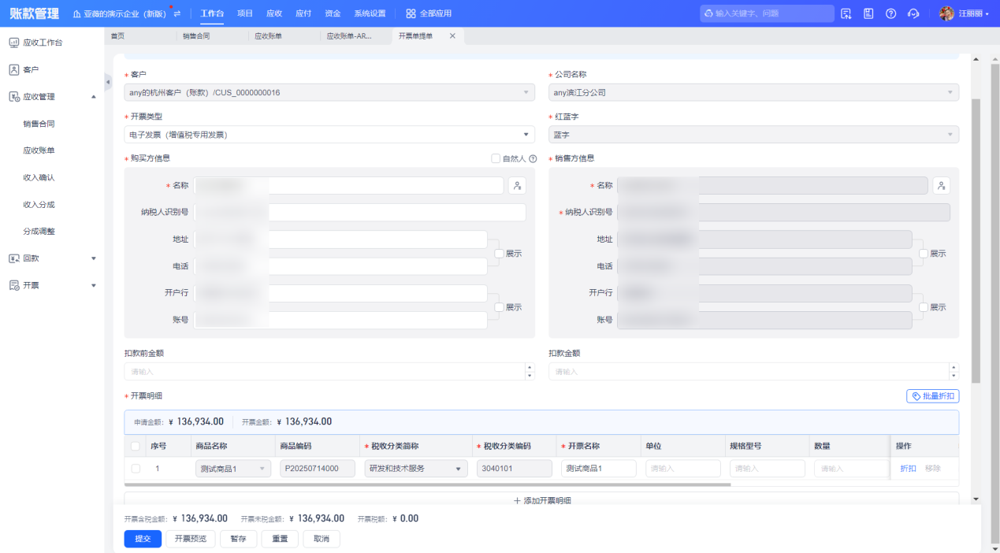 账款管理 亚薇的演示企业（新版） 工作台 项目 应收 应付 资金 系统设置 全部应用 输入关键字、问题 汪丽丽
应收工作台
客户
应收管理
销售合同
应收账单
收入确认
收入分成
分成调整
回款
开票
首页 销售合同 应收账单 应收账单-AR... 开票单提单
* 客户 * 公司名称
any的杭州客户（账款）/CUS_0000000016 any滨江分公司
* 开票类型 * 红蓝字
电子发票（增值税专用发票） 蓝字
* 购买方信息 自然人 * 销售方信息
* 名称 * 名称
纳税人识别号 * 纳税人识别号
地址 地址
展示 展示
电话 电话
开户行 开户行
展示 展示
账号 账号
扣款前金额 扣款金额
请输入 请输入
* 开票明细 批量折扣
申请金额: ¥ 136,934.00 开票金额: ¥ 136,934.00
序号 商品名称 商品编码 * 税收分类简称 * 税收分类编码 * 开票名称 单位 规格型号 数量 操作
1 测试商品1 P20250714000 研发和技术服务 3040101 测试商品1 请输入 请输入 请输入 折扣 移除
添加开票明细
开票含税金额: ¥ 136,934.00 开票未税金额: ¥ 136,934.00 开票税额: ¥ 0.00
提交 开票预览 暂存 重置 取消